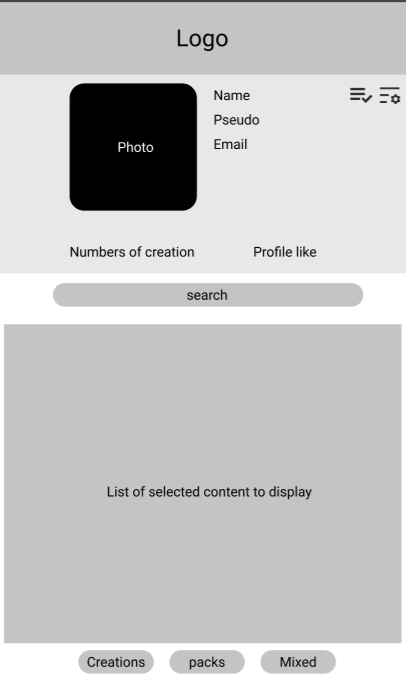 Logo
Photo
Name
Pseudo
Email
Numbers of creation
Profile like
search
List of selected content to display
Creations
packs
Mixed